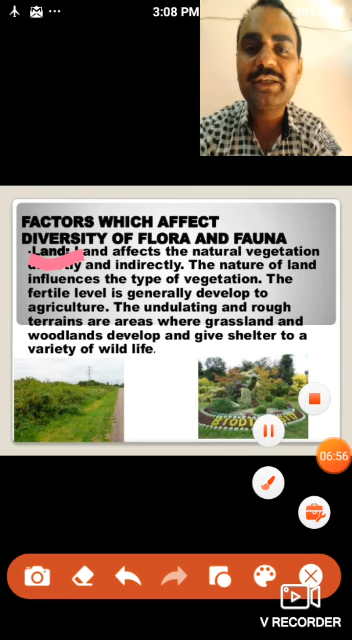 3:08 PM
FACTORS WHICH AFFECT
DIVERSITY OF FLORA AND FAUNA
Land: Land affects the natural vegetation
and indirectly. The nature of land
influences the type of vegetation. The
fertile level is generally develop to
agriculture. The undulating and rough
terrains are areas where grassland and
woodlands develop and give shelter to a
variety of wild life.
06:56
V RECORDER